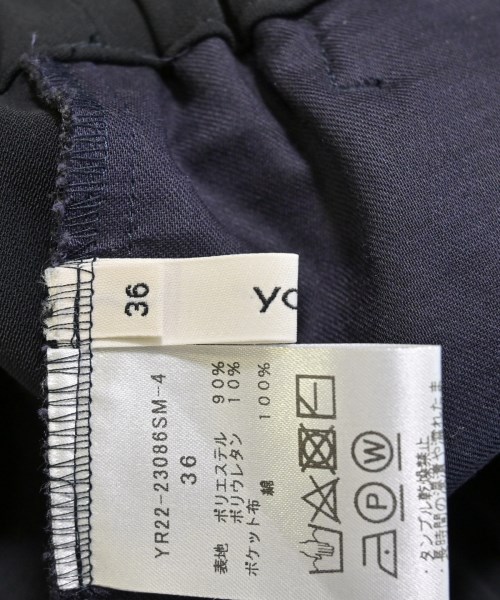 36
YR22-23086SM-4
36
表地 ポリエステル 90%
ポリウレタン 10%
ポケット布 綿 100%
P W
・タンブル乾燥禁止